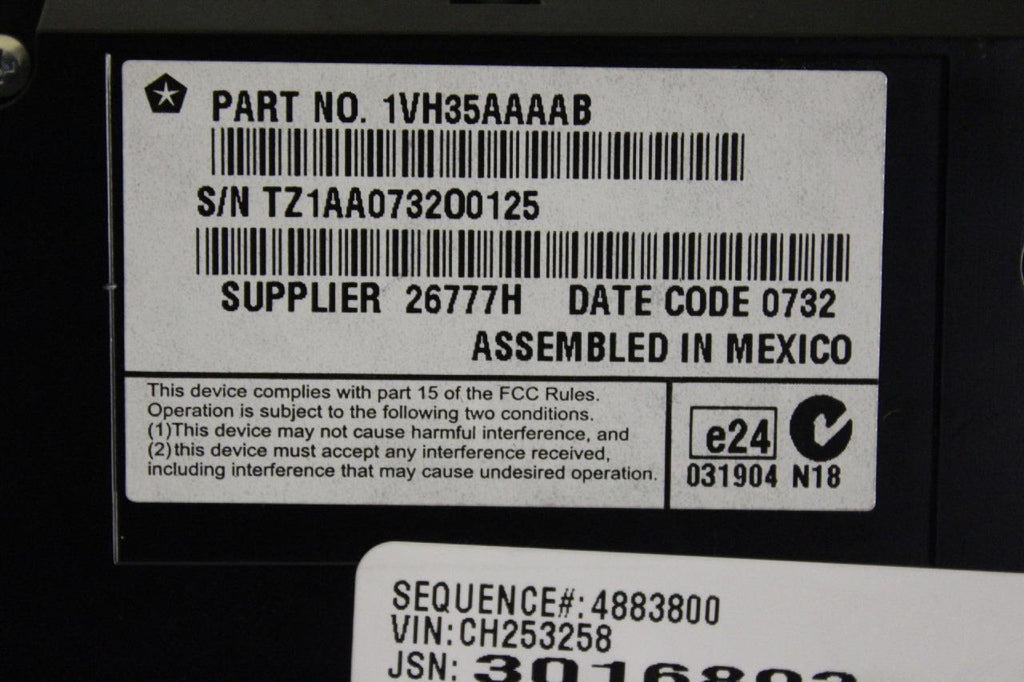 PART NO. 1VH35AAAAB
S/N TZ1AA073200125
SUPPLIER 26777H DATE CODE 0732
ASSEMBLED IN MEXICO
This device complies with part 15 of the FCC Rules.
Operation is subject to the following two conditions.
(1)This device may not cause harmful interference, and
(2)this device must accept any interference received,
including interference that may cause undesired operation.
e24
031904 N18
SEQUENCE#:4883800
VIN:CH253258
JSN: